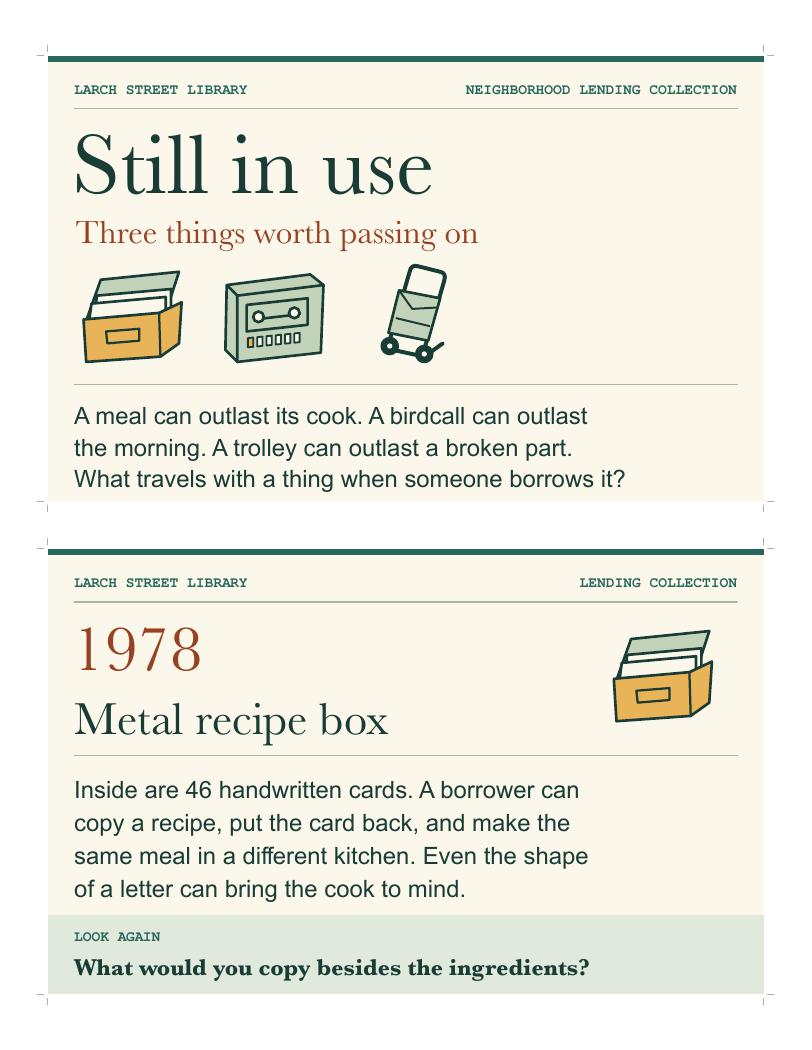 LARCH STREET LIBRARY
NEIGHBORHOOD LENDING COLLECTION
Still in use
Three things worth passing on
A meal can outlast its cook. A birdcall can outlast
the morning. A trolley can outlast a broken part.
What travels with a thing when someone borrows it?
LARCH STREET LIBRARY
LENDING COLLECTION
1978
Metal recipe box
Inside are 46 handwritten cards. A borrower can
copy a recipe, put the card back, and make the
same meal in a different kitchen. Even the shape
of a letter can bring the cook to mind.
LOOK AGAIN
What would you copy besides the ingredients?